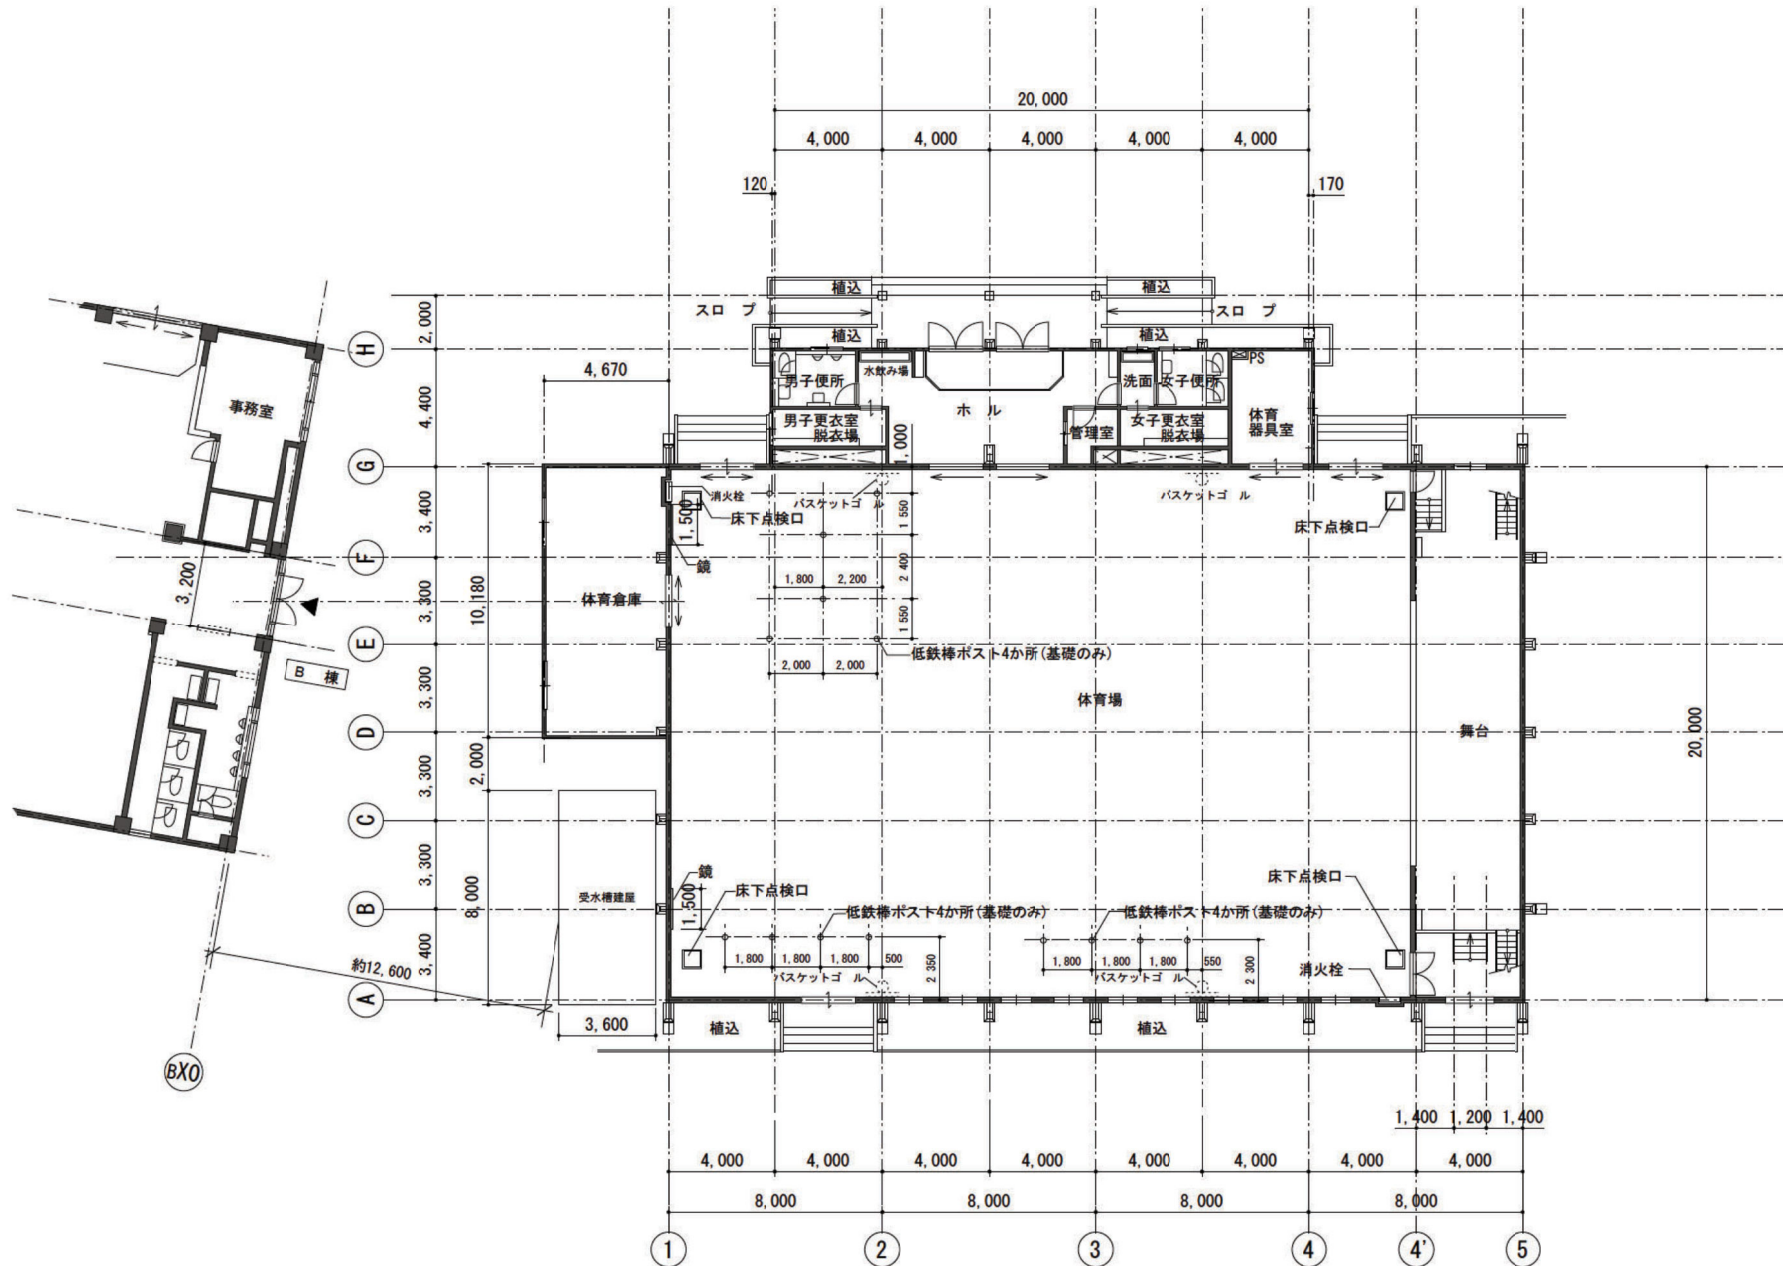 20,000
4,000
4,000
4,000
4,000
4,000
120
170
植込
植込
スロ プ
スロ プ
植込
植込
2,000
H
4,670
男子便所
水飲み場
洗面
女子便所
PS
事務室
4,400
ホ ル
男子更衣室
脱衣場
管理室
女子更衣室
脱衣場
体育
器具室
1,000
G
消火栓
バスケットゴ ル
バスケットゴ ル
3,400
1,500
床下点検口
1 550
床下点検口
F
鏡
2 400
3,200
1,800
2,200
3,300
10,180
体育倉庫
1 550
E
低鉄棒ポスト4か所(基礎のみ)
2,000
2,000
B 棟
3,300
体育場
D
舞台
20,000
3,300
2,000
C
3,300
鏡
床下点検口
床下点検口
8,000
受水槽建屋
1,500
B
低鉄棒ポスト4か所(基礎のみ)
低鉄棒ポスト4か所(基礎のみ)
3,400
約12,600
1,800
1,800
1,800
500
2 350
1,800
1,800
1,800
550
2 300
バスケットゴ ル
バスケットゴ ル
消火栓
A
3,600
植込
植込
BX0
1,400
1,200
1,400
4,000
4,000
4,000
4,000
4,000
4,000
4,000
4,000
8,000
8,000
8,000
8,000
1
2
3
4
4'
5